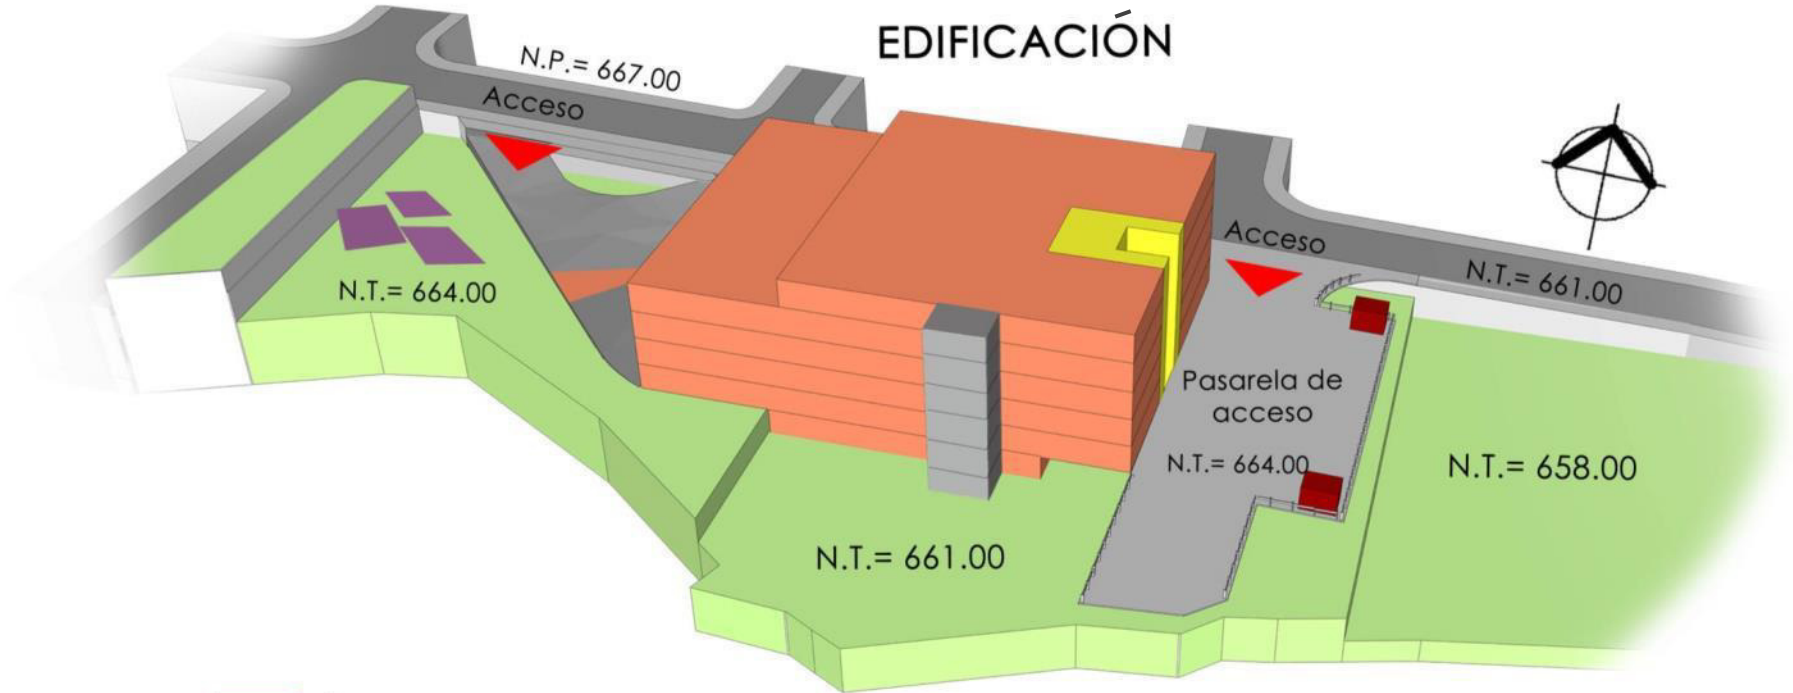 EDIFICACIÓN
N.P.= 667.00
Acceso
Acceso
N.T.= 661.00
N.T.= 664.00
Pasarela de
acceso
N.T.= 664.00
N.T.= 658.00
N.T.= 661.00